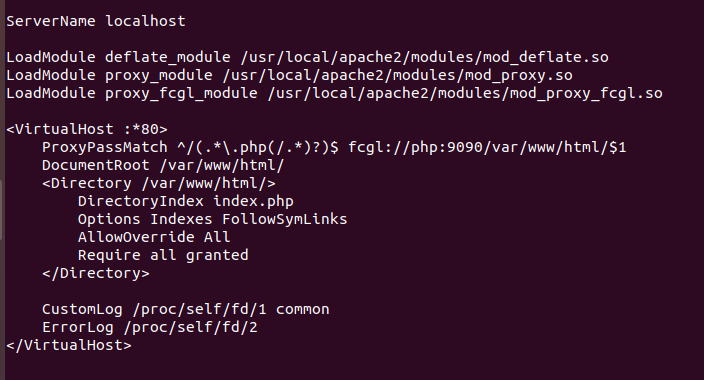 ServerName localhost
LoadModule deflate_module /usr/local/apache2/modules/mod_deflate.so
LoadModule proxy_module /usr/local/apache2/modules/mod_proxy.so
LoadModule proxy_fcgl_module /usr/local/apache2/modules/mod_proxy_fcgl.so
<VirtualHost :*80>
ProxyPassMatch ^/(.*\.php(/.*)?)$ fcgl://php:9090/var/www/html/$1
DocumentRoot /var/www/html/
<Directory /var/www/html/>
DirectoryIndex index.php
Options Indexes FollowSymLinks
AllowOverride All
Require all granted
</Directory>
CustomLog /proc/self/fd/1 common
ErrorLog /proc/self/fd/2
</VirtualHost>